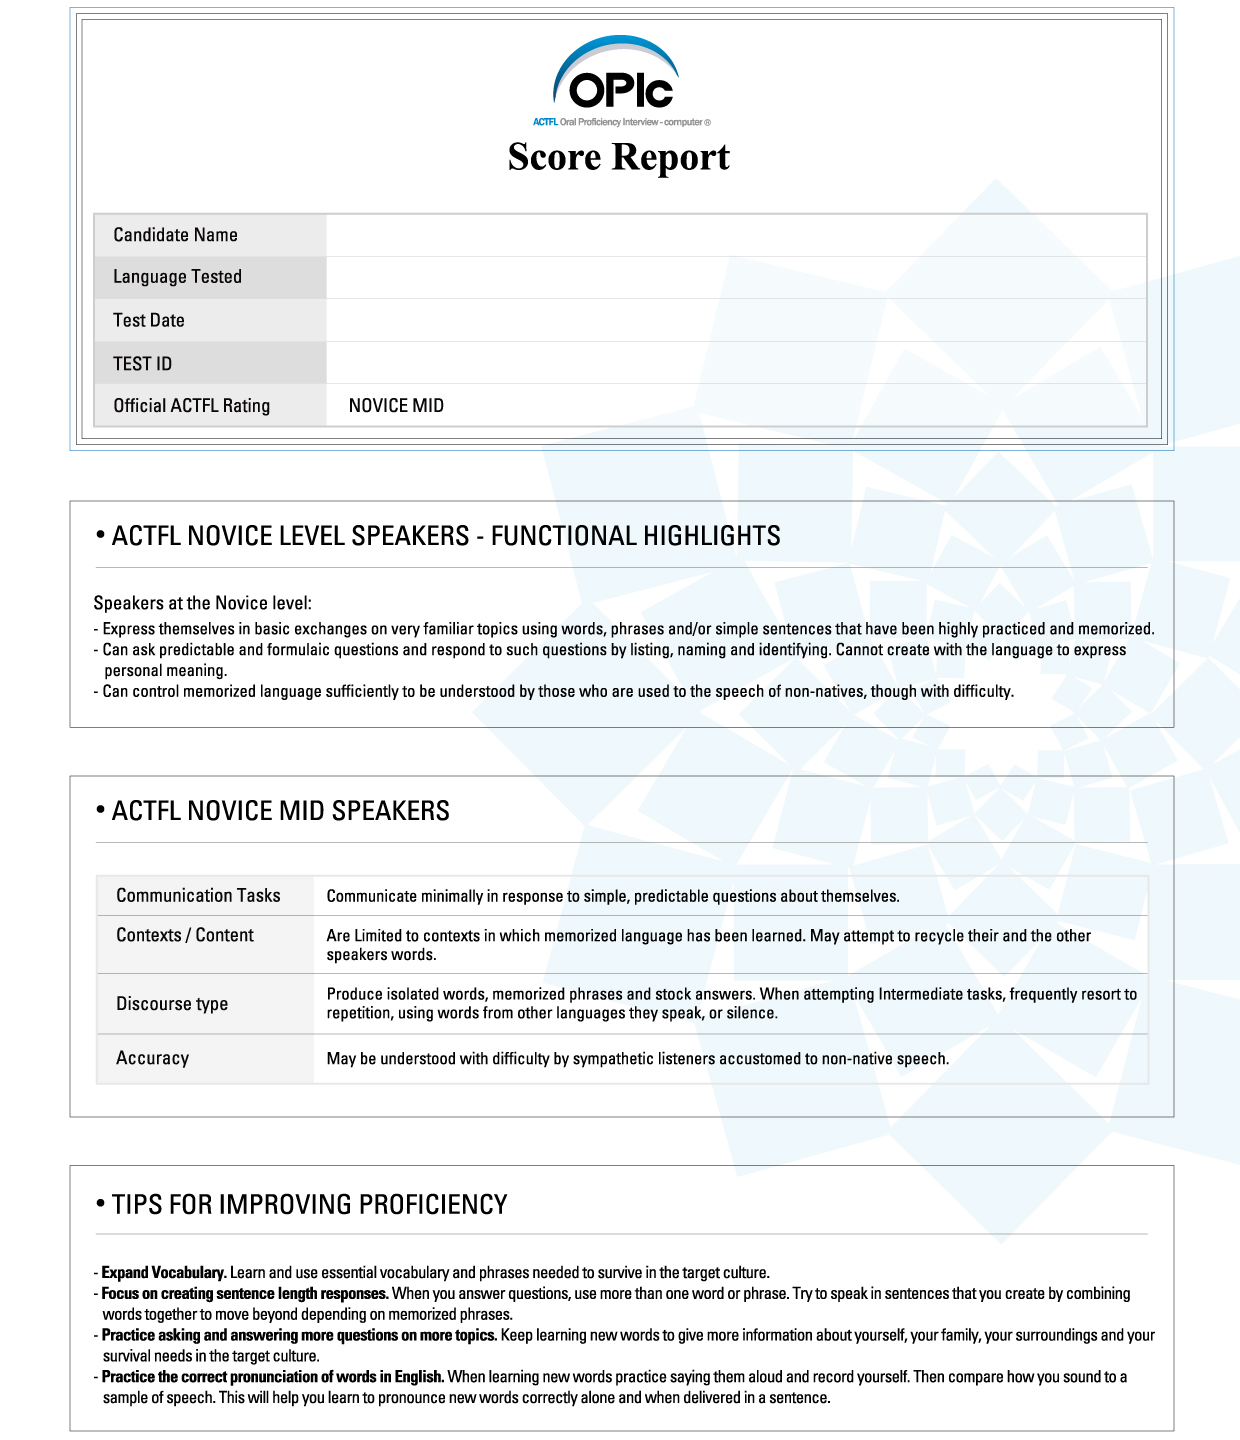 OPIc
ACTFL Oral Proficiency Interview - computer ®
Score Report
Candidate Name
Language Tested
Test Date
TEST ID
Official ACTFL Rating NOVICE MID
• ACTFL NOVICE LEVEL SPEAKERS - FUNCTIONAL HIGHLIGHTS
Speakers at the Novice level:
- Express themselves in basic exchanges on very familiar topics using words, phrases and/or simple sentences that have been highly practiced and memorized.
- Can ask predictable and formulaic questions and respond to such questions by listing, naming and identifying. Cannot create with the language to express
personal meaning.
- Can control memorized language sufficiently to be understood by those who are used to the speech of non-natives, though with difficulty.
• ACTFL NOVICE MID SPEAKERS
Communication Tasks Communicate minimally in response to simple, predictable questions about themselves.
Contexts / Content Are Limited to contexts in which memorized language has been learned. May attempt to recycle their and the other
speakers words.
Discourse type Produce isolated words, memorized phrases and stock answers. When attempting Intermediate tasks, frequently resort to
repetition, using words from other languages they speak, or silence.
Accuracy May be understood with difficulty by sympathetic listeners accustomed to non-native speech.
• TIPS FOR IMPROVING PROFICIENCY
- Expand Vocabulary. Learn and use essential vocabulary and phrases needed to survive in the target culture.
- Focus on creating sentence length responses. When you answer questions, use more than one word or phrase. Try to speak in sentences that you create by combining
words together to move beyond depending on memorized phrases.
- Practice asking and answering more questions on more topics. Keep learning new words to give more information about yourself, your family, your surroundings and your
survival needs in the target culture.
- Practice the correct pronunciation of words in English. When learning new words practice saying them aloud and record yourself. Then compare how you sound to a
sample of speech. This will help you learn to pronounce new words correctly alone and when delivered in a sentence.